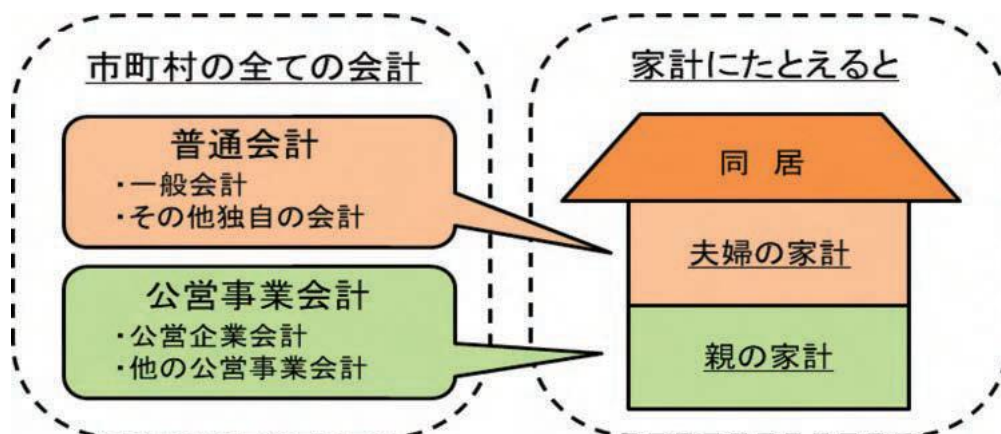 市町村の全ての会計
普通会計
・一般会計
・その他独自の会計
公営事業会計
・公営企業会計
・他の公営事業会計
家計にたとえると
同 居
夫婦の家計
親の家計